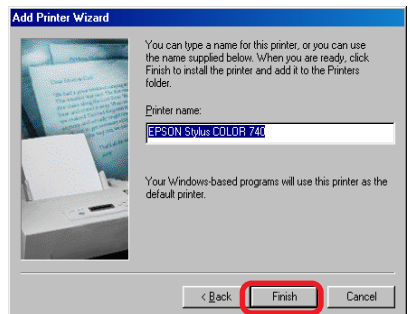 Add Printer Wizard
You can type a name for this printer, or you can use
the name supplied below. When you are ready, click
Finish to install the printer and add it to the Printers
folder.
Printer name:
EPSON Stylus COLOR 740
Your Windows-based programs will use this printer as the
default printer.
< Back
Finish
Cancel